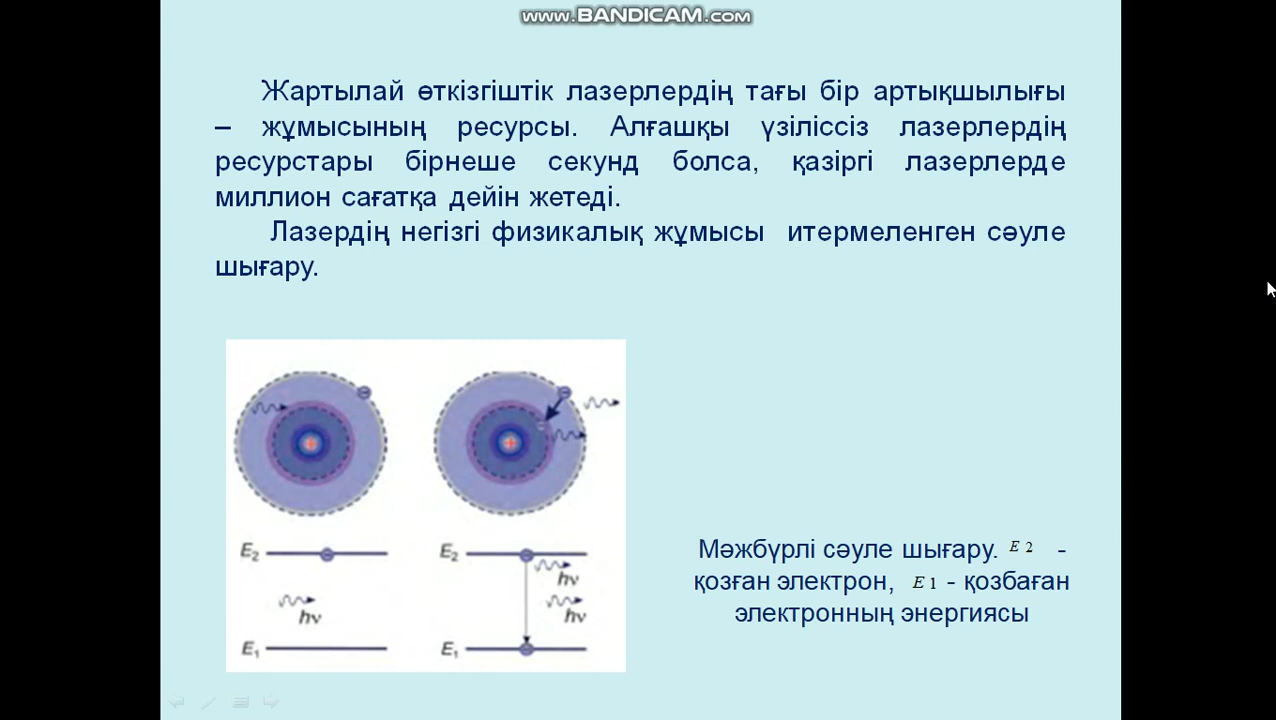 www.BANDICAM.com
Жартылай өткізгіштік лазерлердің тағы бір артықшылығы
– жұмысының ресурсы. Алғашқы үзіліссіз лазерлердің
ресурстары бірнеше секунд болса, қазіргі лазерлерде
миллион сағатқа дейін жетеді.
Лазердің негізгі физикалық жұмысы итермеленген сәуле
шығару.
E₂
hν
E₁
E₂
hν
hν
E₁
Мәжбүрлі сәуле шығару. E 2 -
қозған электрон, E 1 - қозбаған
электронның энергиясы